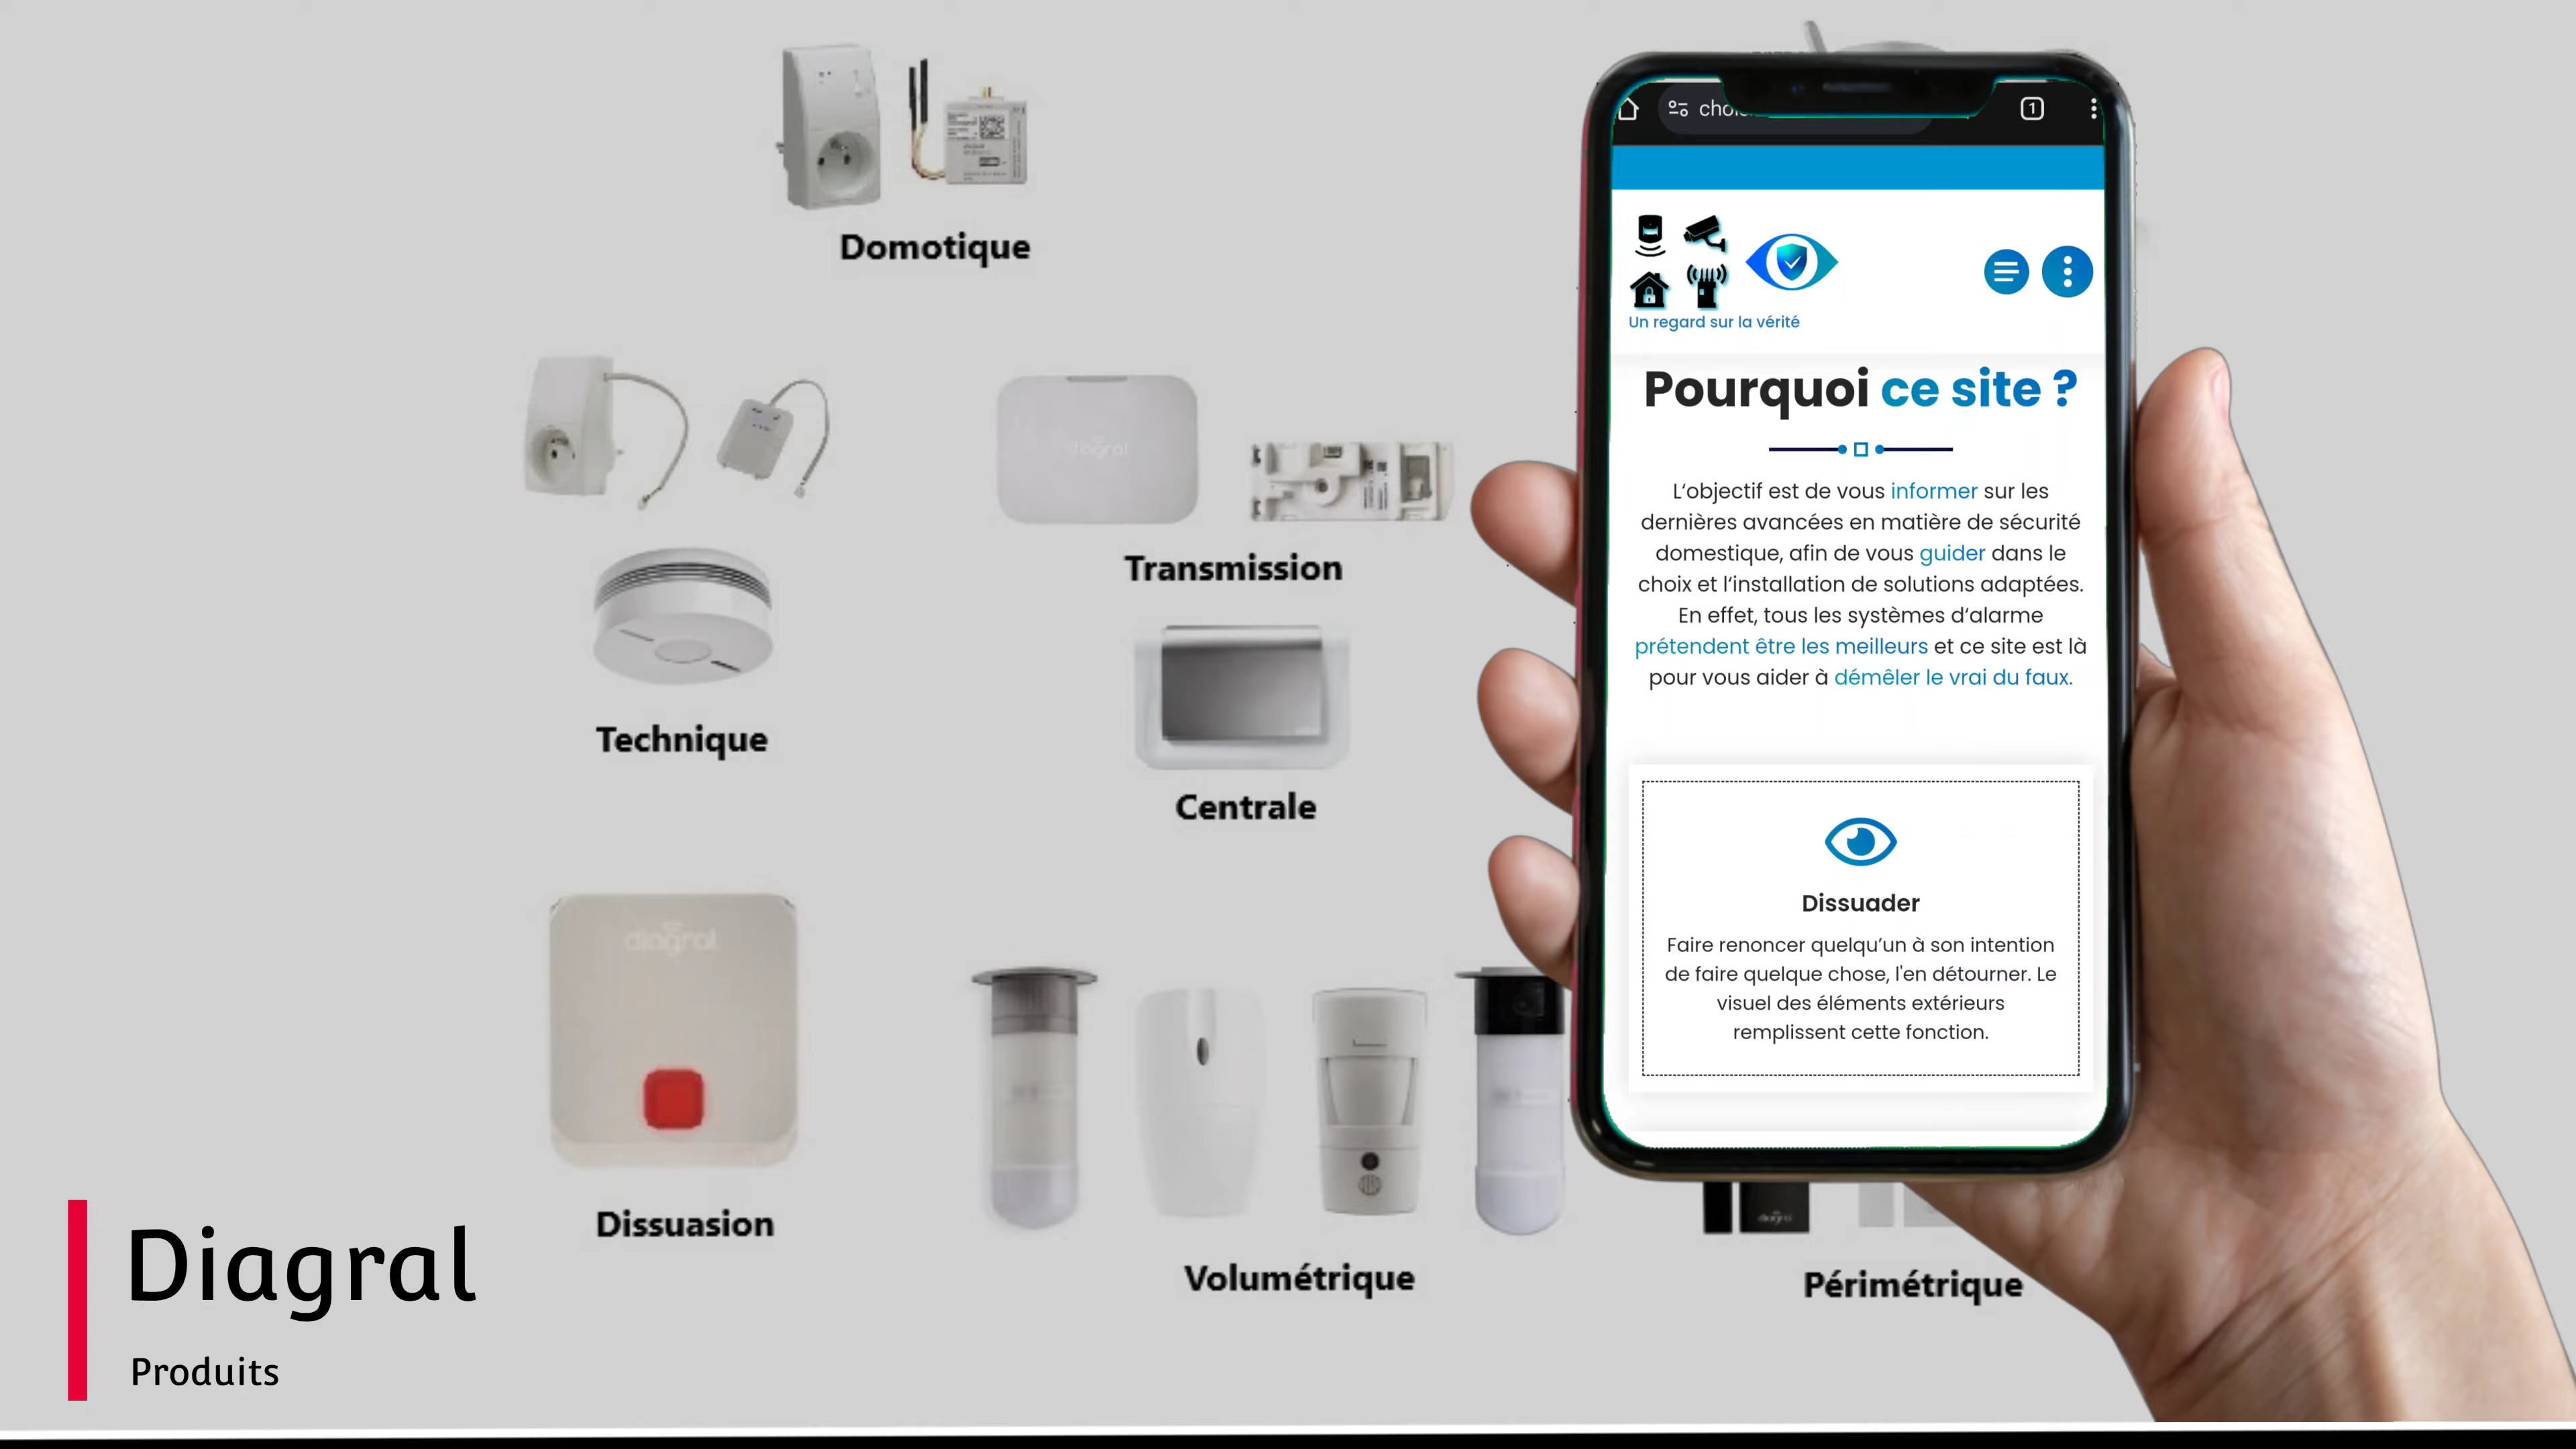 Domotique
diagral
Transmission
Technique
Centrale
diagral
Dissuasion
Volumétrique
diagral
Périmétrique
Diagral
Produits
1
Un regard sur la vérité
Pourquoi ce site ?
L'objectif est de vous informer sur les
dernières avancées en matière de sécurité
domestique, afin de vous guider dans le
choix et l'installation de solutions adaptées.
En effet, tous les systèmes d'alarme
prétendent être les meilleurs et ce site est là
pour vous aider à démêler le vrai du faux.
Dissuader
Faire renoncer quelqu'un à son intention
de faire quelque chose, l'en détourner. Le
visuel des éléments extérieurs
remplissent cette fonction.